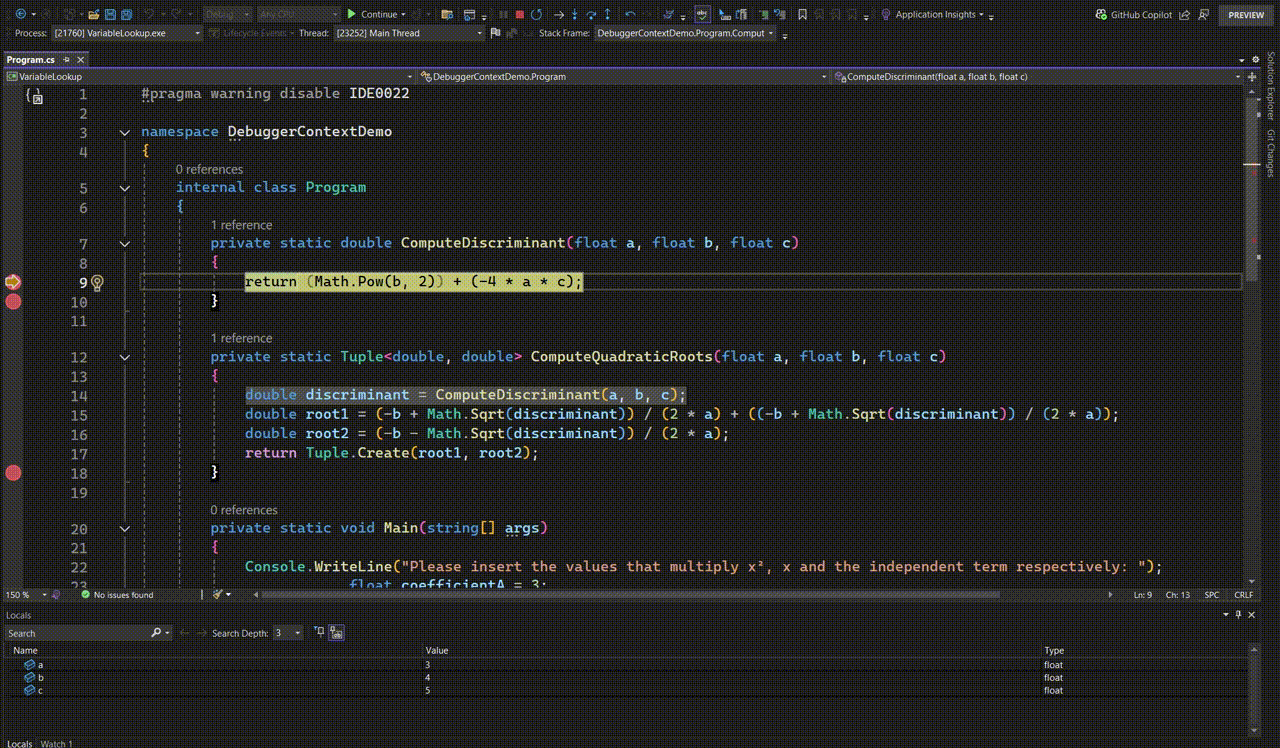 Debug Any CPU Continue Application Insights GitHub Copilot PREVIEW
Process: [21760] VariableLookup.exe Lifecycle Events Thread: [23252] Main Thread Stack Frame: DebuggerContextDemo.Program.Comput
Program.cs
VariableLookup DebuggerContextDemo.Program ComputeDiscriminant(float a, float b, float c)
1 #pragma warning disable IDE0022
2
3 namespace DebuggerContextDemo
4 {
0 references
5 internal class Program
6 {
1 reference
7 private static double ComputeDiscriminant(float a, float b, float c)
8 {
9 return (Math.Pow(b, 2)) + (-4 * a * c);
10 }
11
1 reference
12 private static Tuple<double, double> ComputeQuadraticRoots(float a, float b, float c)
13 {
14 double discriminant = ComputeDiscriminant(a, b, c);
15 double root1 = (-b + Math.Sqrt(discriminant)) / (2 * a) + ((-b + Math.Sqrt(discriminant)) / (2 * a));
16 double root2 = (-b - Math.Sqrt(discriminant)) / (2 * a);
17 return Tuple.Create(root1, root2);
18 }
19
0 references
20 private static void Main(string[] args)
21 {
22 Console.WriteLine("Please insert the values that multiply x², x and the independent term respectively: ");
23 float coefficientA = 3;
150 % No issues found Ln: 9 Ch: 13 SPC CRLF
Locals
Search Search Depth: 3
Name Value Type
a 3 float
b 4 float
c 5 float
Locals Watch 1
Solution Explorer
Git Changes